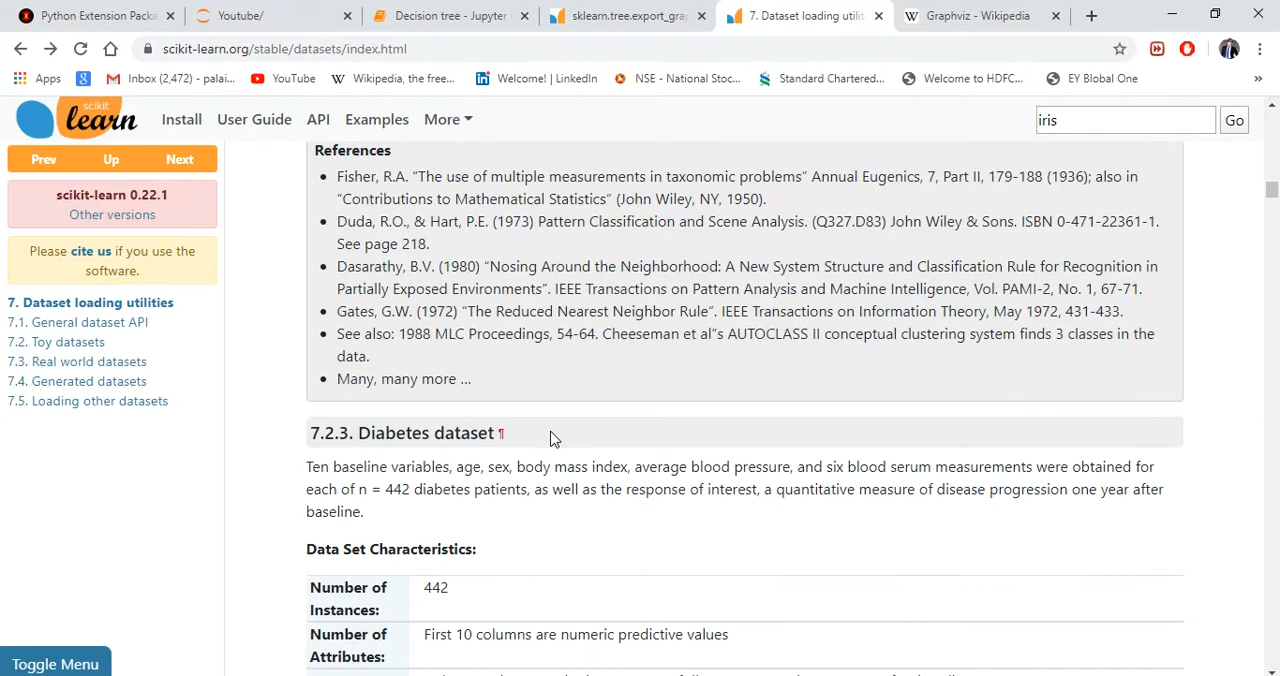 Python Extension Packa
Youtube/
Decision tree - Jupyter
sklearn.tree.export_gra
7. Dataset loading utilit
Graphviz - Wikipedia
scikit-learn.org/stable/datasets/index.html
Apps
Inbox (2,472) - palai...
YouTube
Wikipedia, the free...
Welcome! | LinkedIn
NSE - National Stoc...
Standard Chartered...
Welcome to HDFC...
EY Blobal One
»
scikit
learn
Install
User Guide
API
Examples
More
iris
Go
Prev
Up
Next
scikit-learn 0.22.1
Other versions
Please cite us if you use the
software.
7. Dataset loading utilities
7.1. General dataset API
7.2. Toy datasets
7.3. Real world datasets
7.4. Generated datasets
7.5. Loading other datasets
Toggle Menu
References
• Fisher, R.A. “The use of multiple measurements in taxonomic problems” Annual Eugenics, 7, Part II, 179-188 (1936); also in
“Contributions to Mathematical Statistics” (John Wiley, NY, 1950).
• Duda, R.O., & Hart, P.E. (1973) Pattern Classification and Scene Analysis. (Q327.D83) John Wiley & Sons. ISBN 0-471-22361-1.
See page 218.
• Dasarathy, B.V. (1980) “Nosing Around the Neighborhood: A New System Structure and Classification Rule for Recognition in
Partially Exposed Environments”. IEEE Transactions on Pattern Analysis and Machine Intelligence, Vol. PAMI-2, No. 1, 67-71.
• Gates, G.W. (1972) “The Reduced Nearest Neighbor Rule”. IEEE Transactions on Information Theory, May 1972, 431-433.
• See also: 1988 MLC Proceedings, 54-64. Cheeseman et al”s AUTOCLASS II conceptual clustering system finds 3 classes in the
data.
• Many, many more ...
7.2.3. Diabetes dataset ¶
Ten baseline variables, age, sex, body mass index, average blood pressure, and six blood serum measurements were obtained for
each of n = 442 diabetes patients, as well as the response of interest, a quantitative measure of disease progression one year after
baseline.
Data Set Characteristics:
Number of
Instances:
442
Number of
Attributes:
First 10 columns are numeric predictive values